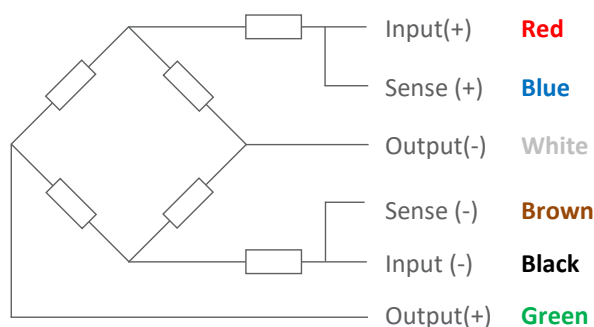 Input(+) Red
Sense (+) Blue
Output(-) White
Sense (-) Brown
Input (-) Black
Output(+) Green